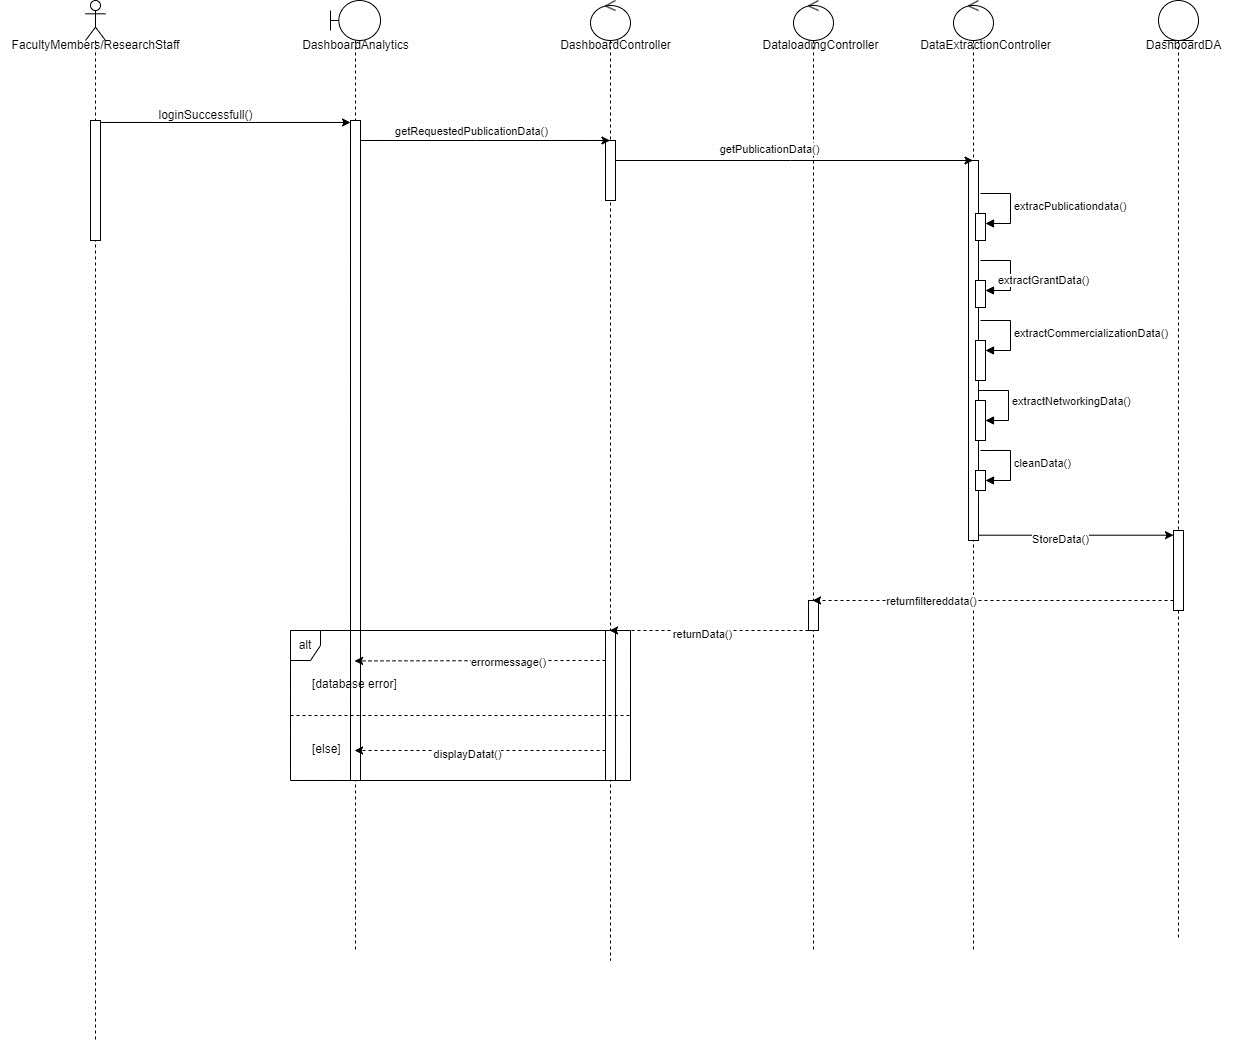 FacultyMembers/ResearchStaff
DashboardAnalytics
DashboardController
DataloadingController
DataExtractionController
DashboardDA
loginSuccessfull()
getRequestedPublicationData()
getPublicationData()
extracPublicationdata()
extractGrantData()
extractCommercializationData()
extractNetworkingData()
cleanData()
StoreData()
returnfiltereddata()
returnData()
alt
errormessage()
[database error]
[else]
displayDatat()